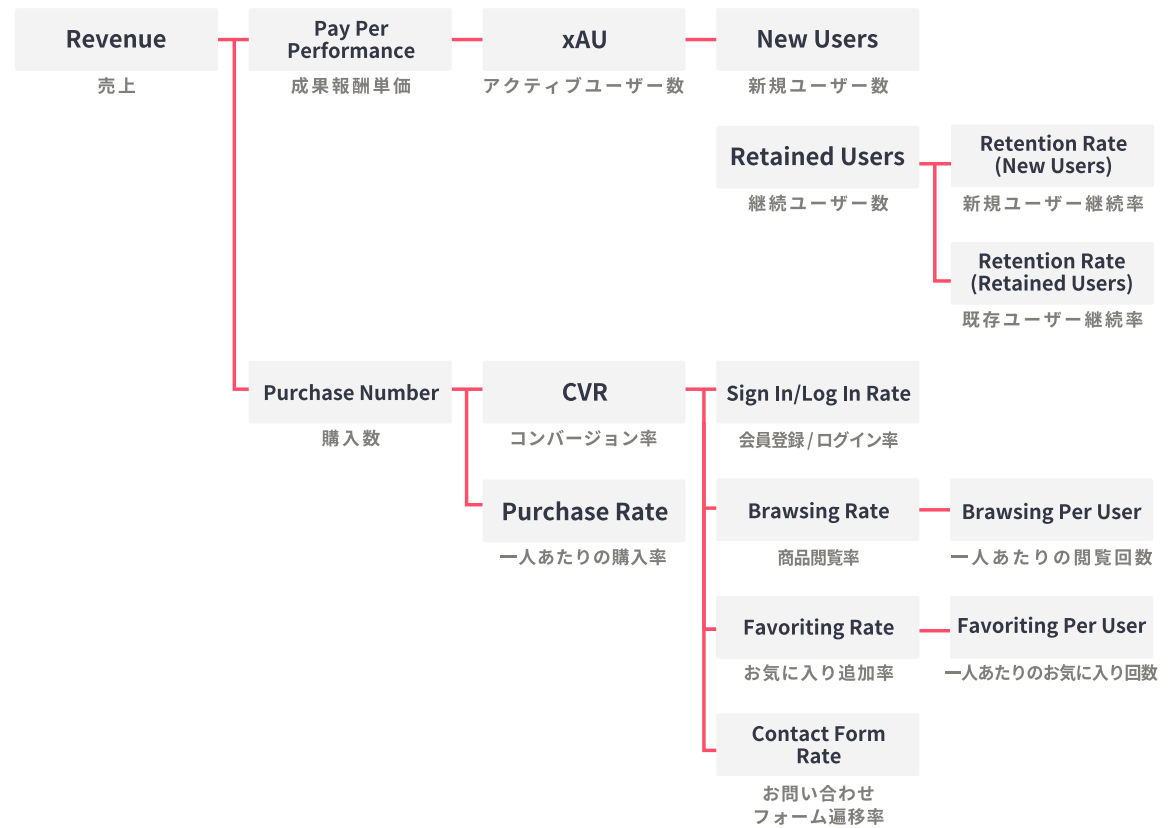 Revenue
売上
Pay Per
Performance
成果報酬単価
xAU
アクティブユーザー数
New Users
新規ユーザー数
Retained Users
継続ユーザー数
Retention Rate
(New Users)
新規ユーザー継続率
Retention Rate
(Retained Users)
既存ユーザー継続率
Purchase Number
購入数
CVR
コンバージョン率
Purchase Rate
一人あたりの購入率
Sign In/Log In Rate
会員登録 / ログイン率
Brawsing Rate
商品閲覧率
Brawsing Per User
一人あたりの閲覧回数
Favoriting Rate
お気に入り追加率
Favoriting Per User
一人あたりのお気に入り回数
Contact Form
Rate
お問い合わせ
フォーム遍移率